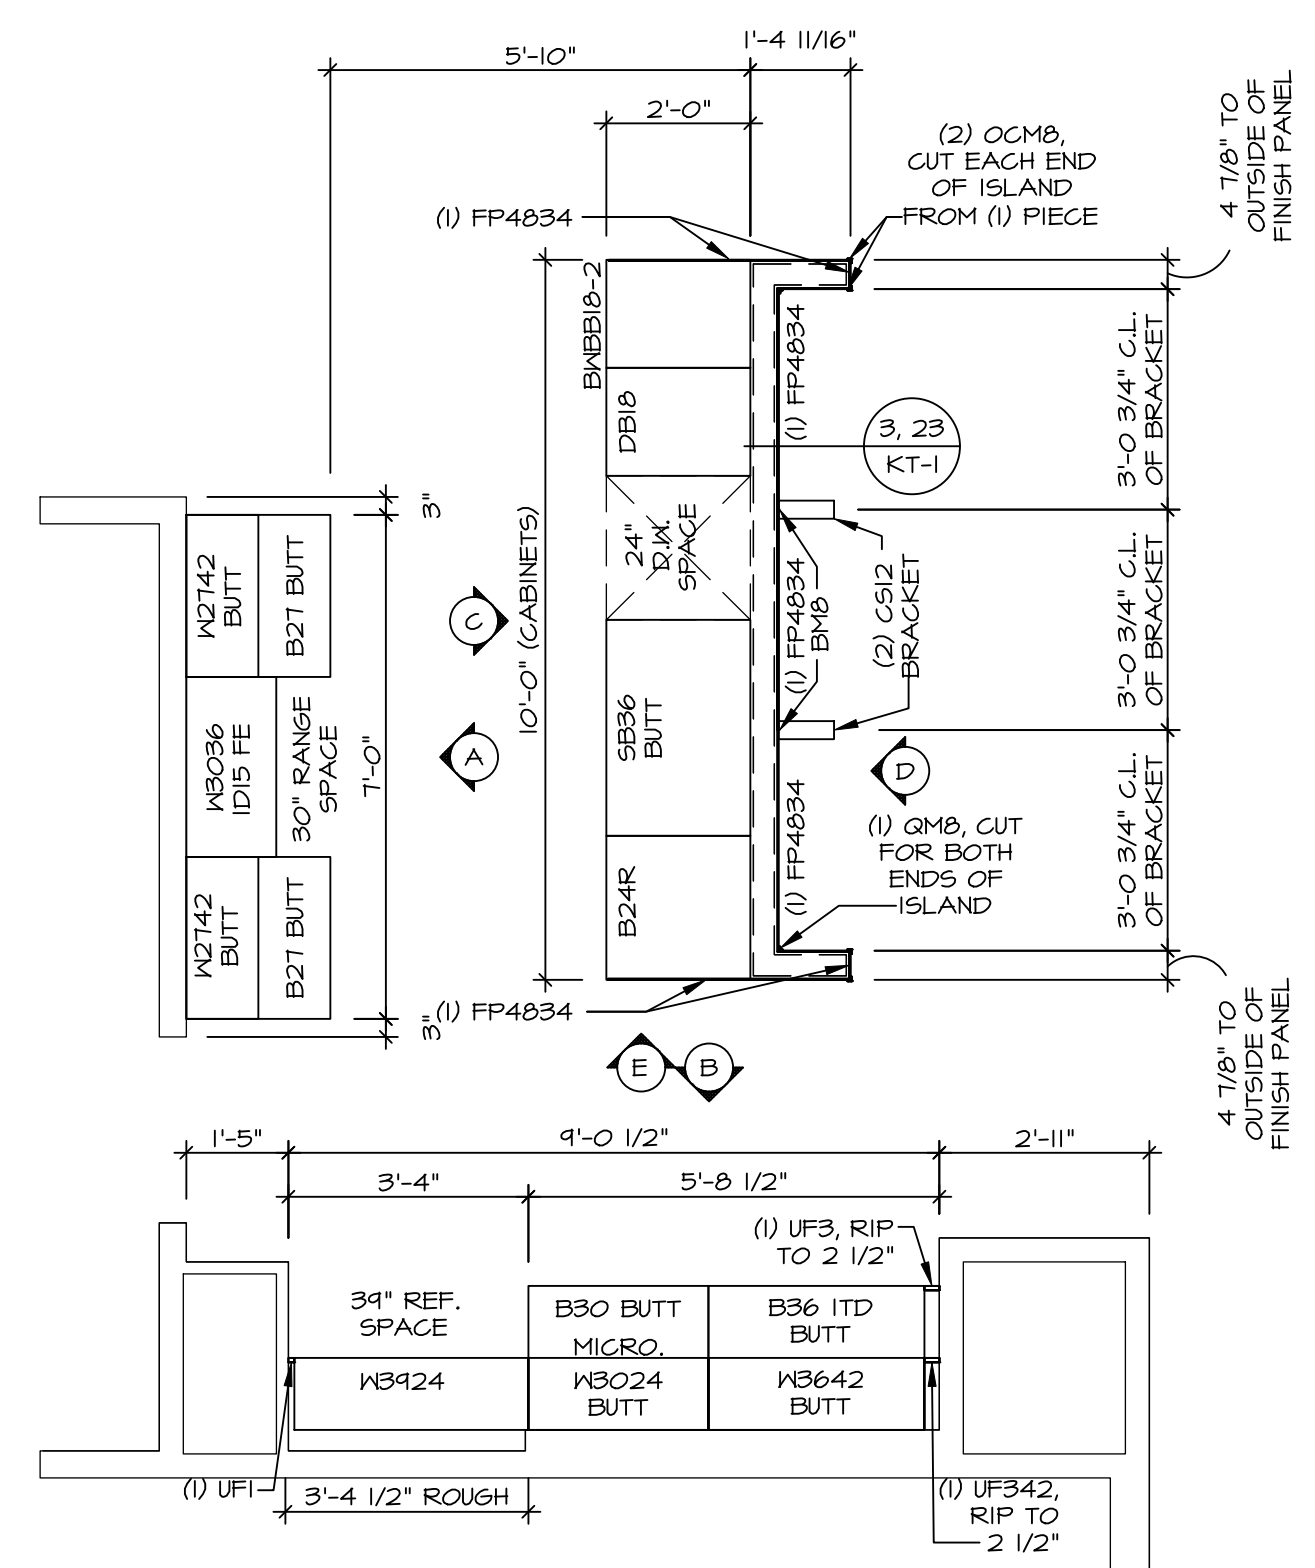 5'-10"
1'-4 11/16"
2'-0"
(2) OCM8,
CUT EACH END
OF ISLAND
FROM (1) PIECE
4 7/8" TO
OUTSIDE OF
FINISH PANEL
(1) FP4834
BWBB18-2
DB18
24"
D.W.
SPACE
SB36
BUTT
B24R
10'-0" (CABINETS)
(1) FP4834
3, 23
KT-1
(1) FP4834
BM8
(2) CS12
BRACKET
(1) FP4834
3'-0 3/4" C.L.
OF BRACKET
3'-0 3/4" C.L.
OF BRACKET
3'-0 3/4" C.L.
OF BRACKET
3"
W2742
BUTT
B27 BUTT
W3036
1D15 FE
30" RANGE
SPACE
7'-0"
W2742
BUTT
B27 BUTT
3"
C
A
D
(1) QM8, CUT
FOR BOTH
ENDS OF
ISLAND
(1) FP4834
4 7/8" TO
OUTSIDE OF
FINISH PANEL
E
B
1'-5"
9'-0 1/2"
2'-11"
3'-4"
5'-8 1/2"
(1) UF3, RIP
TO 2 1/2"
39" REF.
SPACE
B30 BUTT
MICRO.
B36 1TD
BUTT
W3924
W3024
BUTT
W3642
BUTT
(1) UF1
3'-4 1/2" ROUGH
(1) UF342,
RIP TO
2 1/2"